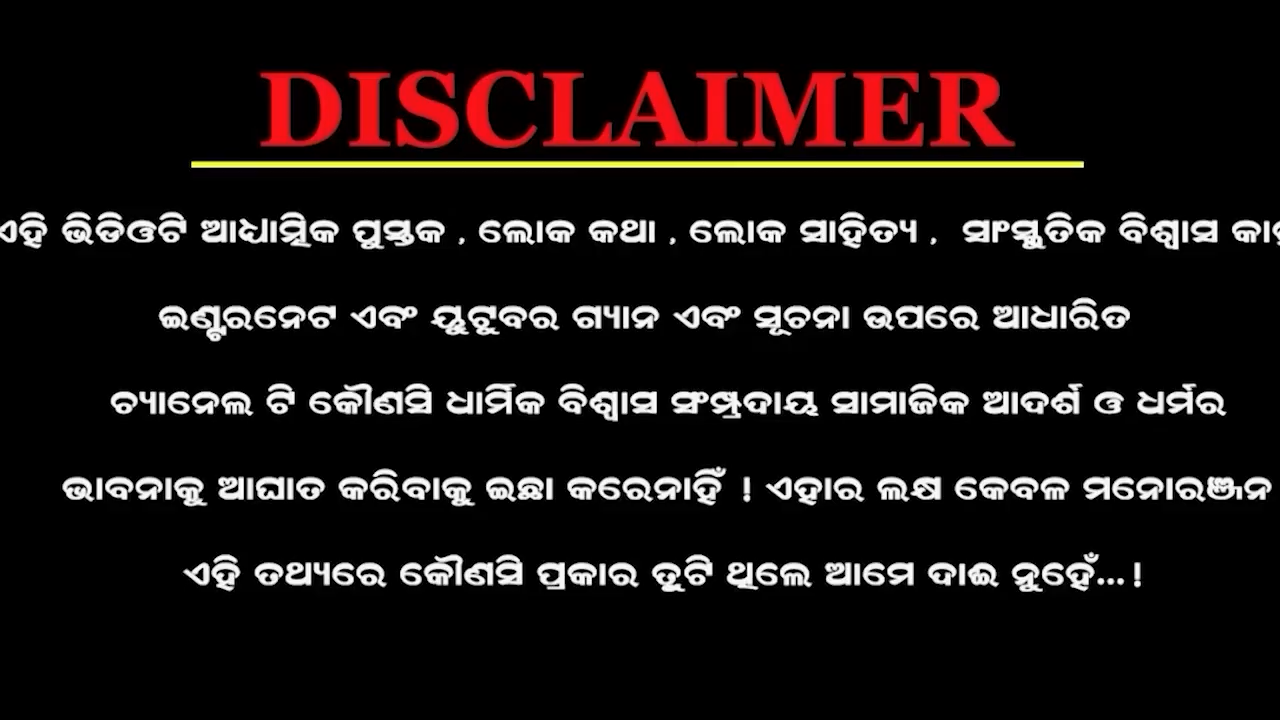 DISCLAIMER
ଏହି ଭିଡିଓଟି ଆଧ୍ୟାତ୍ମିକ ପୁସ୍ତକ , ଲୋକ କଥା , ଲୋକ ସାହିତ୍ୟ , ସାଂସ୍କୃତିକ ବିଶ୍ୱାସ
ଇଣ୍ଟରନେଟ ଏବଂ ୟୁଟୁବର ଗ୍ୟାନ ଏବଂ ସୂଚନା ଉପରେ ଆଧାରିତ
ଚ୍ୟାନେଲ ଟି କୌଣସି ଧାର୍ମିକ ବିଶ୍ୱାସ ସଂମ୍ପ୍ରଦାୟ ସାମାଜିକ ଆଦର୍ଶ ଓ ଧର୍ମର
ଭାବନାକୁ ଆଘାତ କରିବାକୁ ଇଛା କରେନାହିଁ ! ଏହାର ଲକ୍ଷ କେବଳ ମନୋରଞ୍ଜନ
ଏହି ତଥ୍ୟରେ କୌଣସି ପ୍ରକାର ତୃଟି ଥିଲେ ଆମେ ଦାଈ ନୁହେଁ...!